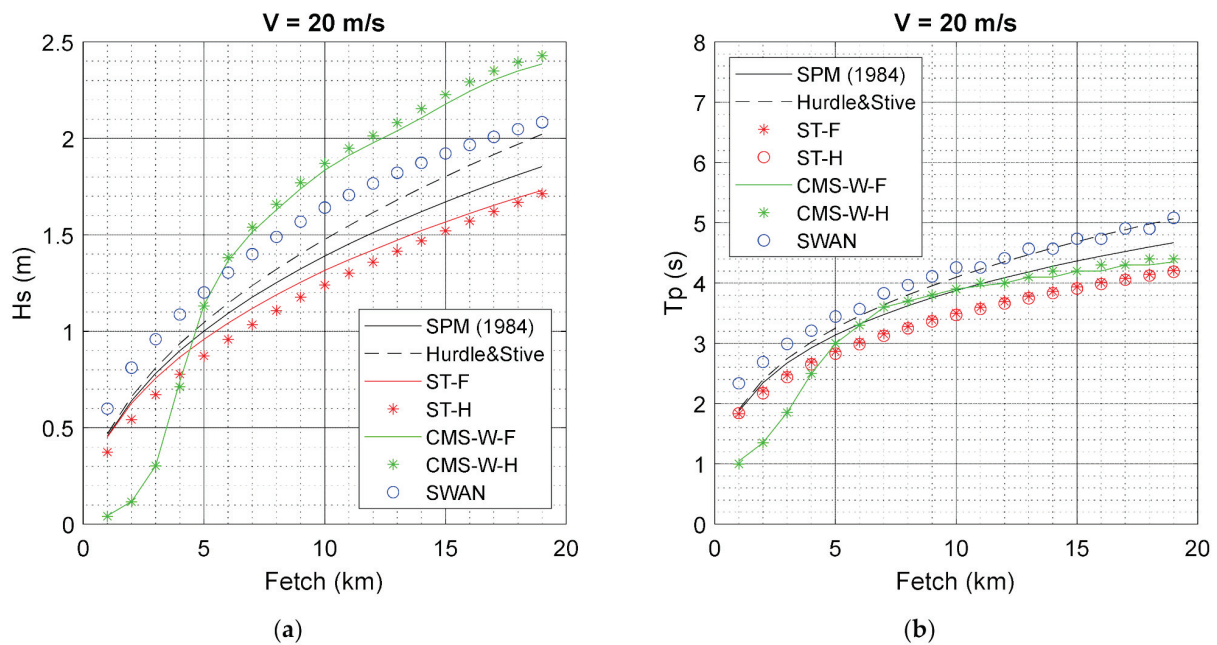 V = 20 m/s
2.5
2
1.5
1
0.5
0
Hs (m)
0
5
10
15
20
Fetch (km)
SPM (1984)
Hurdle&Stive
ST-F
ST-H
CMS-W-F
CMS-W-H
SWAN
(a)
V = 20 m/s
8
7
6
5
4
3
2
1
0
Tp (s)
0
5
10
15
20
Fetch (km)
SPM (1984)
Hurdle&Stive
ST-F
ST-H
CMS-W-F
CMS-W-H
SWAN
(b)